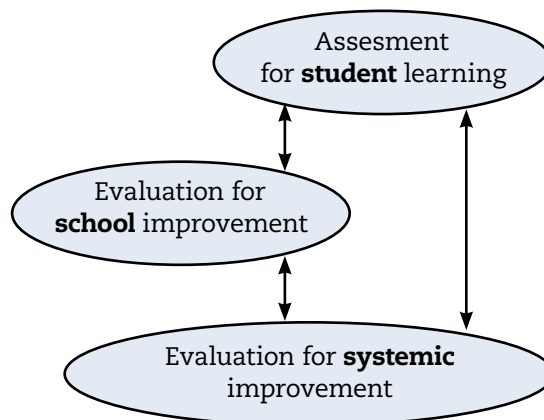 Assesment
for student learning
Evaluation for
school improvement
Evaluation for systemic
improvement